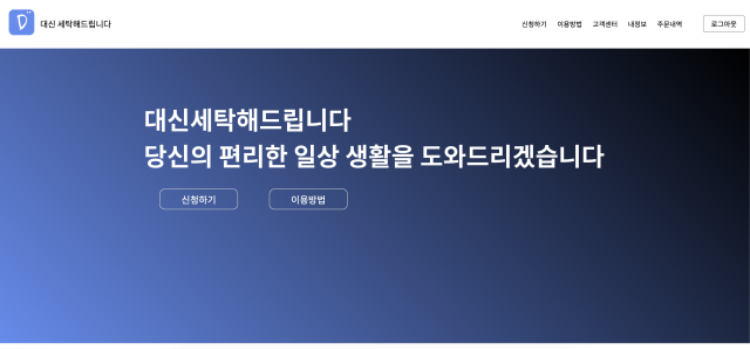 대신 세탁해드립니다
신청하기 이용방법 고객센터 내정보 주문내역 로그아웃
대신세탁해드립니다
당신의 편리한 일상 생활을 도와드리겠습니다
신청하기 이용방법